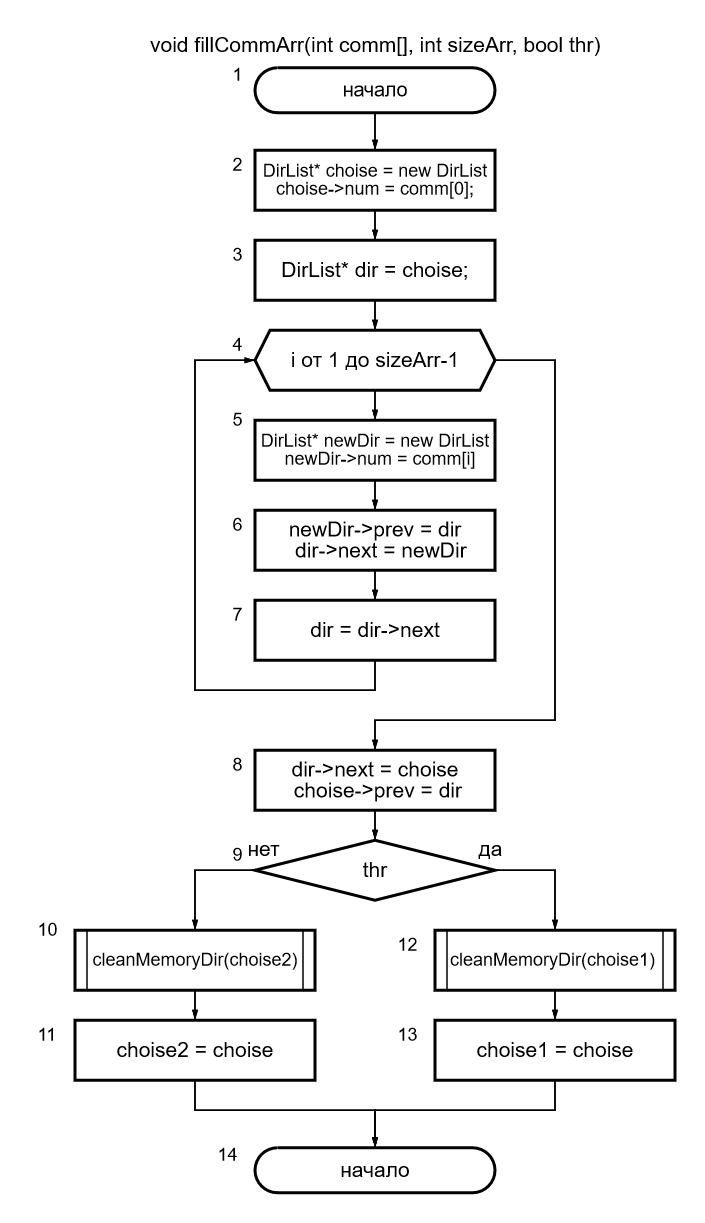 void fillCommArr(int comm[], int sizeArr, bool thr)
1
начало
2
DirList* choise = new DirList
choise->num = comm[0];
3
DirList* dir = choise;
4
i от 1 до sizeArr-1
5
DirList* newDir = new DirList
newDir->num = comm[i]
6
newDir->prev = dir
dir->next = newDir
7
dir = dir->next
8
dir->next = choise
choise->prev = dir
9 нет
да
thr
10
cleanMemoryDir(choise2)
12
cleanMemoryDir(choise1)
11
choise2 = choise
13
choise1 = choise
14
начало